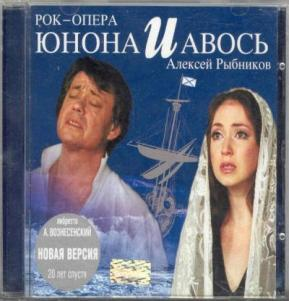 РОК-ОПЕРА
ЮНОНА И АВОСЬ
Алексей Рыбников
либретто
А. ВОЗНЕСЕНСКИЙ
НОВАЯ ВЕРСИЯ
20 лет спустя